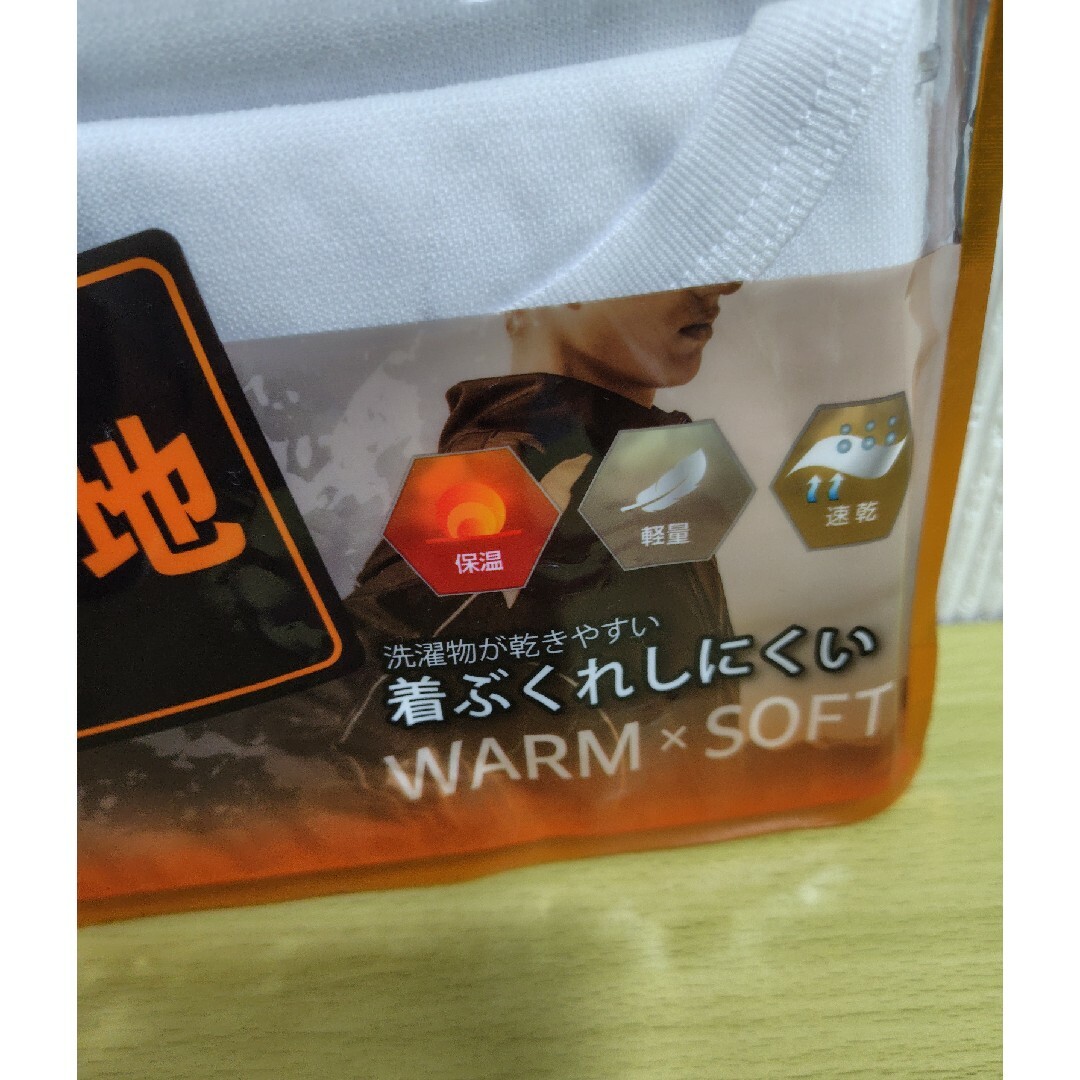 地
保温
軽量
速乾
洗濯物が乾きやすい
着ぶくれしにくい
WARM × SOFT